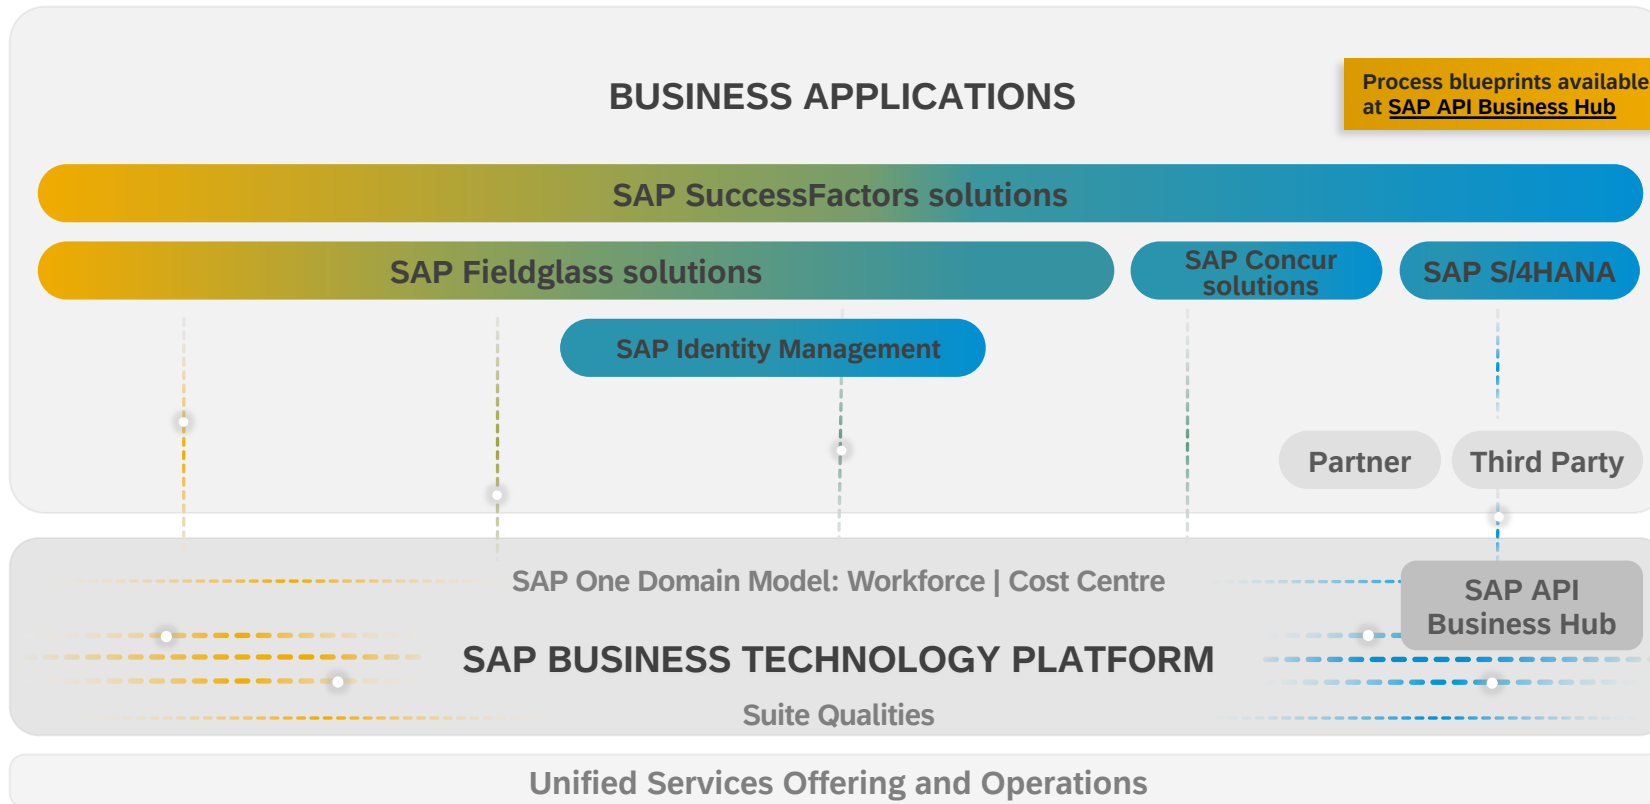 BUSINESS APPLICATIONS
Process blueprints available
at SAP API Business Hub
SAP SuccessFactors solutions
SAP Fieldglass solutions
SAP Concur
solutions
SAP S/4HANA
SAP Identity Management
Partner
Third Party
SAP One Domain Model: Workforce | Cost Centre
SAP API
Business Hub
SAP BUSINESS TECHNOLOGY PLATFORM
Suite Qualities
Unified Services Offering and Operations